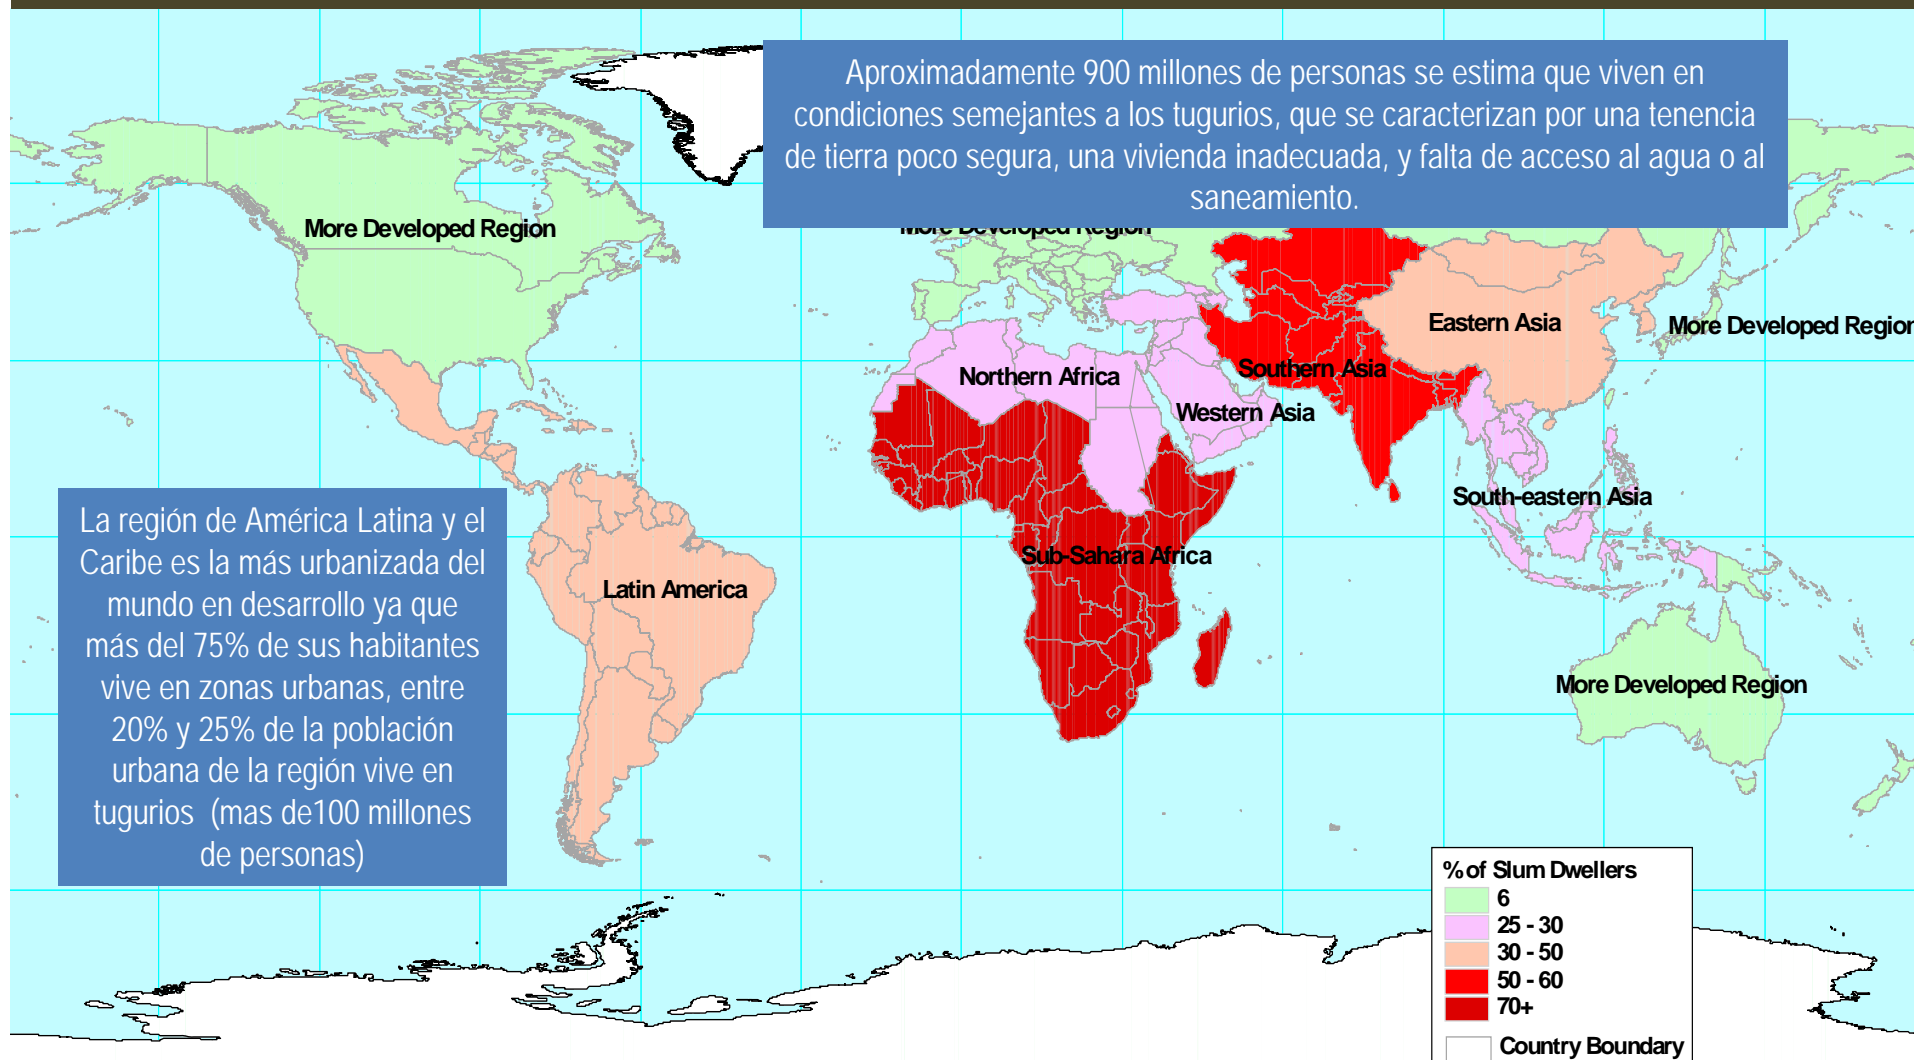 Aproximadamente 900 millones de personas se estima que viven en
condiciones semejantes a los tugurios, que se caracterizan por una tenencia
de tierra poco segura, una vivienda inadecuada, y falta de acceso al agua o al
saneamiento.
More Developed Region
More Developed Region
Eastern Asia
More Developed Region
Southern Asia
Northern Africa
Western Asia
South-eastern Asia
La región de América Latina y el
Caribe es la más urbanizada del
mundo en desarrollo ya que
más del 75% de sus habitantes
vive en zonas urbanas, entre
20% y 25% de la población
urbana de la región vive en
tugurios (mas de100 millones
de personas)
Sub-Sahara Africa
Latin America
More Developed Region
% of Slum Dwellers
6
25 - 30
30 - 50
50 - 60
70+
Country Boundary